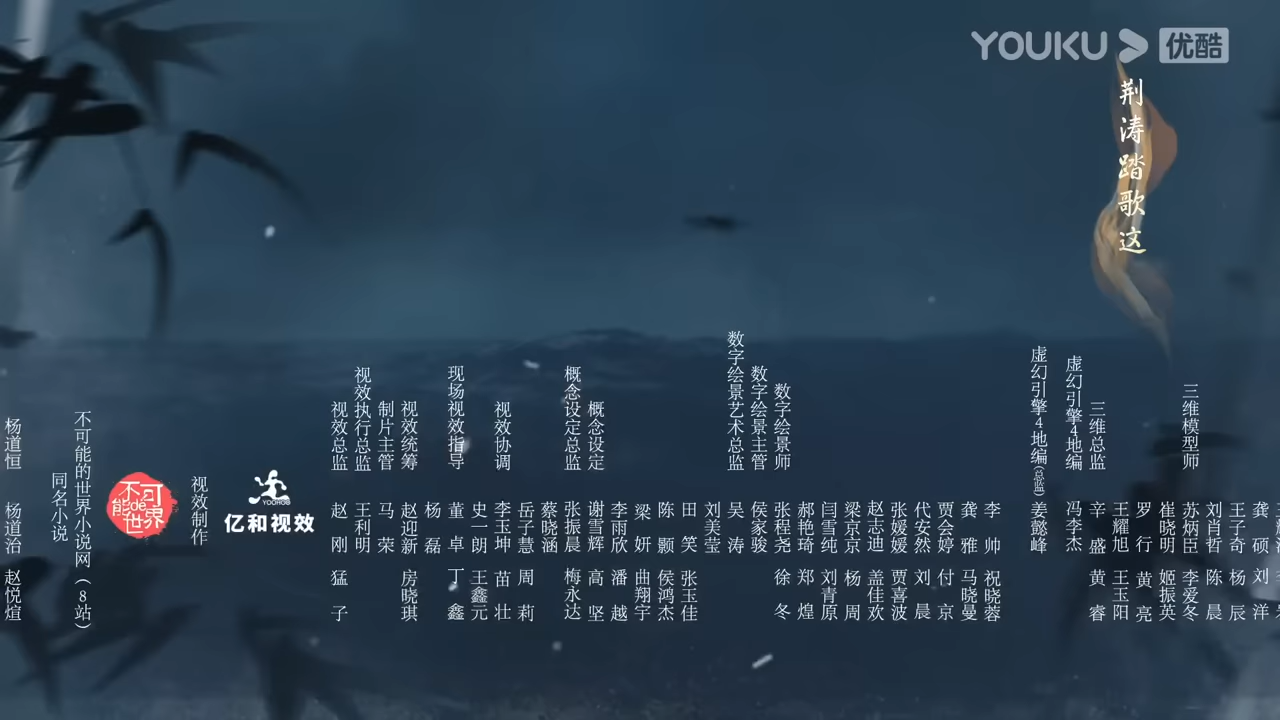 YOUKU 优酷
荆涛踏歌这
杨道恒 杨道治 赵悦煊
同名小说
不可能的世界小说网（8站）
不可能de世界
视效制作
YOOHOO
亿和视效
视效总监 赵刚 猛子
视效执行总监 王利明
制片主管 马荣
视效统筹 赵迎新 房晓琪
杨磊
现场视效指导 董卓 丁鑫
史一朗 王鑫元
视效协调 李玉坤 苗壮
岳子慧 周莉
蔡晓涵
概念设定总监 张振晨 梅永达
概念设定 谢雪辉 高坚
李雨欣 潘越
梁妍 曲翔宇
陈颢 侯鸿杰
田笑 张玉佳
刘美莹
数字绘景艺术总监 吴涛
数字绘景主管 侯家骏
数字绘景师 张程尧 徐冬
郝艳琦 郑煌
闫雪纯 刘青原
梁京京 杨周
赵志迪 盖佳欢
张媛媛 贾喜波
代安然 刘晨
贾会婷 付京
龚雅 马晓曼
李帅 祝晓蓉
虚幻引擎4地编(总监) 姜懿峰
虚幻引擎4地编 冯李杰
三维总监 辛盛 黄睿
王耀旭 王玉阳
罗行 黄亮
崔晓明 姬振英
三维模型师 苏炳臣 李爱冬
刘肖哲 陈晨
王子奇 杨辰
龚硕 刘洋